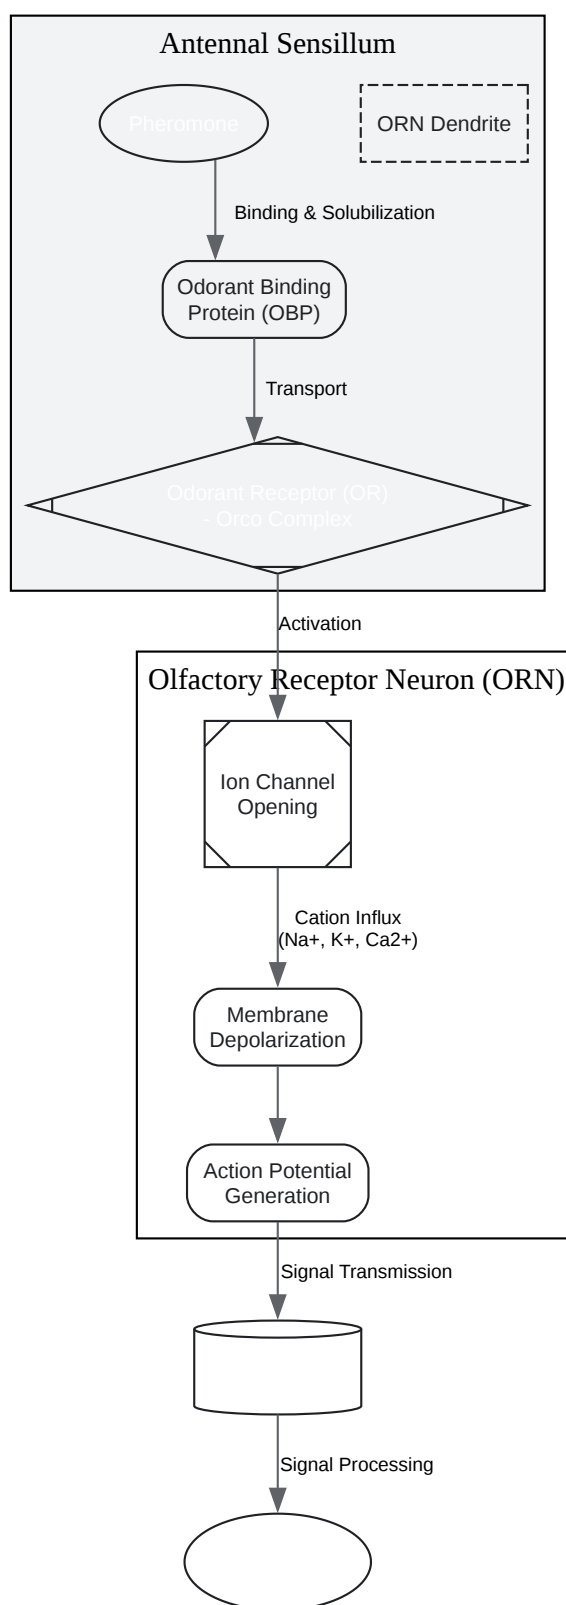 Antennal Sensillum
Pheromone
ORN Dendrite
Binding & Solubilization
Odorant Binding
Protein (OBP)
Transport
Odorant Receptor (OR)
- Orco Complex
Activation
Olfactory Receptor Neuron (ORN)
Ion Channel
Opening
Cation Influx
(Na+, K+, Ca2+)
Membrane
Depolarization
Action Potential
Generation
Signal Transmission
Signal Processing